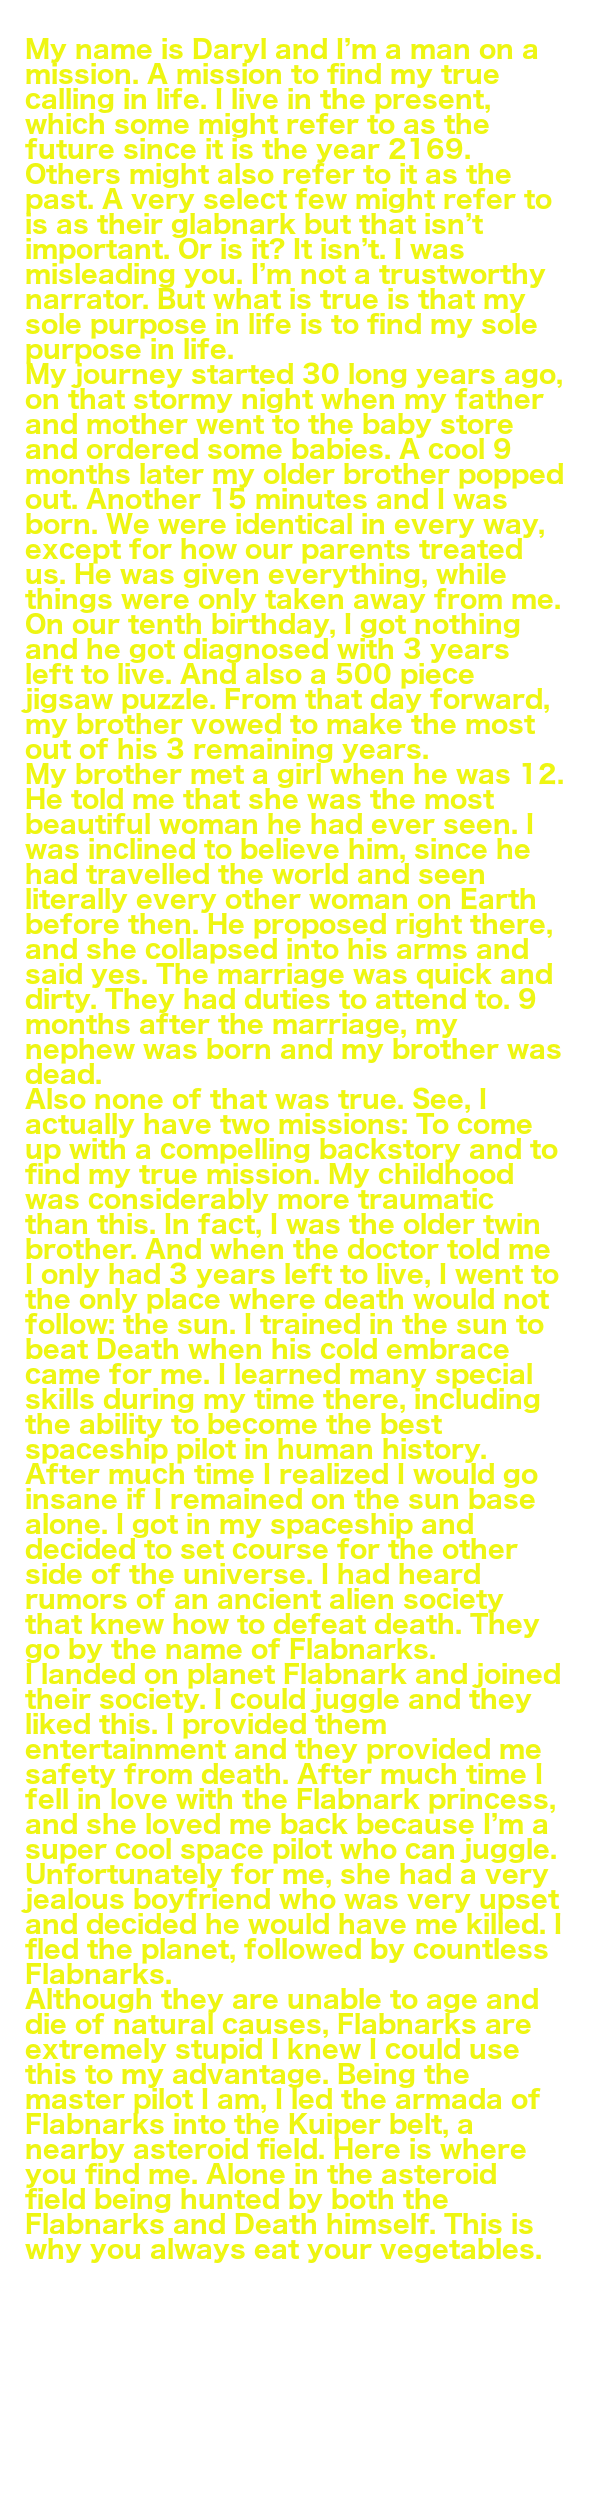 My name is Daryl and I’m a man on a
mission. A mission to find my true
calling in life. I live in the present,
which some might refer to as the
future since it is the year 2169.
Others might also refer to it as the
past. A very select few might refer to
is as their glabnark but that isn’t
important. Or is it? It isn’t. I was
misleading you. I’m not a trustworthy
narrator. But what is true is that my
sole purpose in life is to find my sole
purpose in life.
My journey started 30 long years ago,
on that stormy night when my father
and mother went to the baby store
and ordered some babies. A cool 9
months later my older brother popped
out. Another 15 minutes and I was
born. We were identical in every way,
except for how our parents treated
us. He was given everything, while
things were only taken away from me.
On our tenth birthday, I got nothing
and he got diagnosed with 3 years
left to live. And also a 500 piece
jigsaw puzzle. From that day forward,
my brother vowed to make the most
out of his 3 remaining years.
My brother met a girl when he was 12.
He told me that she was the most
beautiful woman he had ever seen. I
was inclined to believe him, since he
had travelled the world and seen
literally every other woman on Earth
before then. He proposed right there,
and she collapsed into his arms and
said yes. The marriage was quick and
dirty. They had duties to attend to. 9
months after the marriage, my
nephew was born and my brother was
dead.
Also none of that was true. See, I
actually have two missions: To come
up with a compelling backstory and to
find my true mission. My childhood
was considerably more traumatic
than this. In fact, I was the older twin
brother. And when the doctor told me
I only had 3 years left to live, I went to
the only place where death would not
follow: the sun. I trained in the sun to
beat Death when his cold embrace
came for me. I learned many special
skills during my time there, including
the ability to become the best
spaceship pilot in human history.
After much time I realized I would go
insane if I remained on the sun base
alone. I got in my spaceship and
decided to set course for the other
side of the universe. I had heard
rumors of an ancient alien society
that knew how to defeat death. They
go by the name of Flabnarks.
I landed on planet Flabnark and joined
their society. I could juggle and they
liked this. I provided them
entertainment and they provided me
safety from death. After much time I
fell in love with the Flabnark princess,
and she loved me back because I’m a
super cool space pilot who can juggle.
Unfortunately for me, she had a very
jealous boyfriend who was very upset
and decided he would have me killed. I
fled the planet, followed by countless
Flabnarks.
Although they are unable to age and
die of natural causes, Flabnarks are
extremely stupid I knew I could use
this to my advantage. Being the
master pilot I am, I led the armada of
Flabnarks into the Kuiper belt, a
nearby asteroid field. Here is where
you find me. Alone in the asteroid
field being hunted by both the
Flabnarks and Death himself. This is
why you always eat your vegetables.